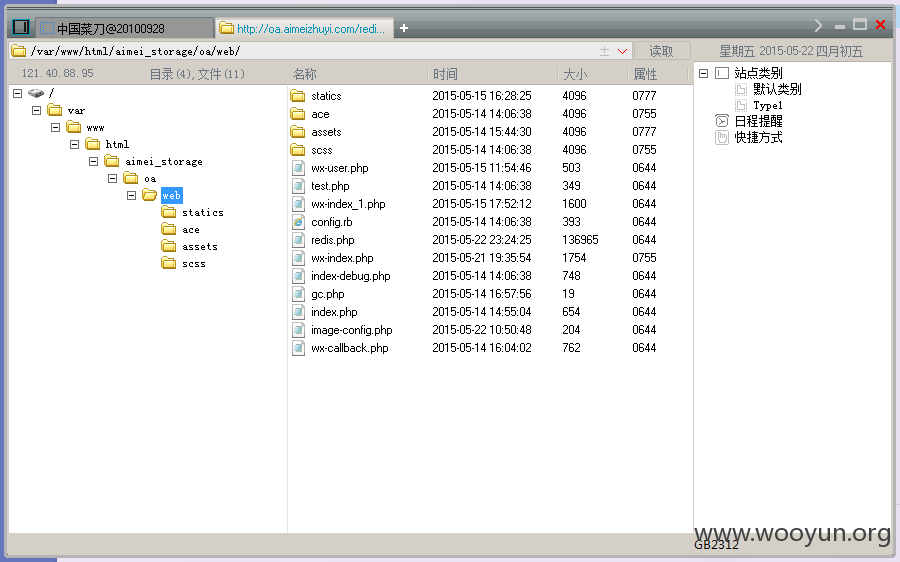 中国菜刀@20100928
http://oa.aimeizhuyi.com/redi...
+
/var/www/html/aimei_storage/oa/web/
读取
星期五 2015-05-22 四月初五
121.40.88.95
目录(4),文件(11)
名称 时间 大小 属性
/
var
www
html
aimei_storage
oa
web
statics
ace
assets
scss
statics 2015-05-15 16:28:25 4096 0777
ace 2015-05-14 14:06:38 4096 0755
assets 2015-05-14 15:44:30 4096 0777
scss 2015-05-14 14:06:38 4096 0755
wx-user.php 2015-05-15 11:54:46 503 0644
test.php 2015-05-14 14:06:38 349 0644
wx-index_1.php 2015-05-15 17:52:12 1600 0644
config.rb 2015-05-14 14:06:38 393 0644
redis.php 2015-05-22 23:24:25 136965 0644
wx-index.php 2015-05-21 19:35:54 1754 0755
index-debug.php 2015-05-14 14:06:38 748 0644
gc.php 2015-05-14 16:57:56 19 0644
index.php 2015-05-14 14:55:04 654 0644
image-config.php 2015-05-22 10:50:48 204 0644
wx-callback.php 2015-05-14 16:04:02 762 0644
站点类别
默认类别
Type1
日程提醒
快捷方式
www.wooyun.org
GB2312